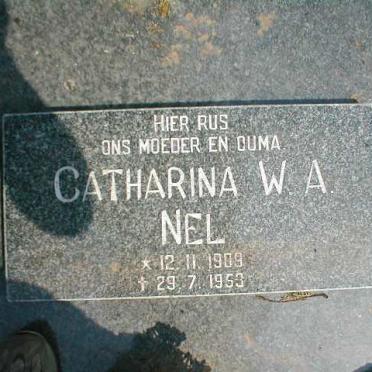 HIER RUS
ONS MOEDER EN OUMA
CATHARINA W. A.
NEL
* 12. 11. 1909
† 29. 7. 1953